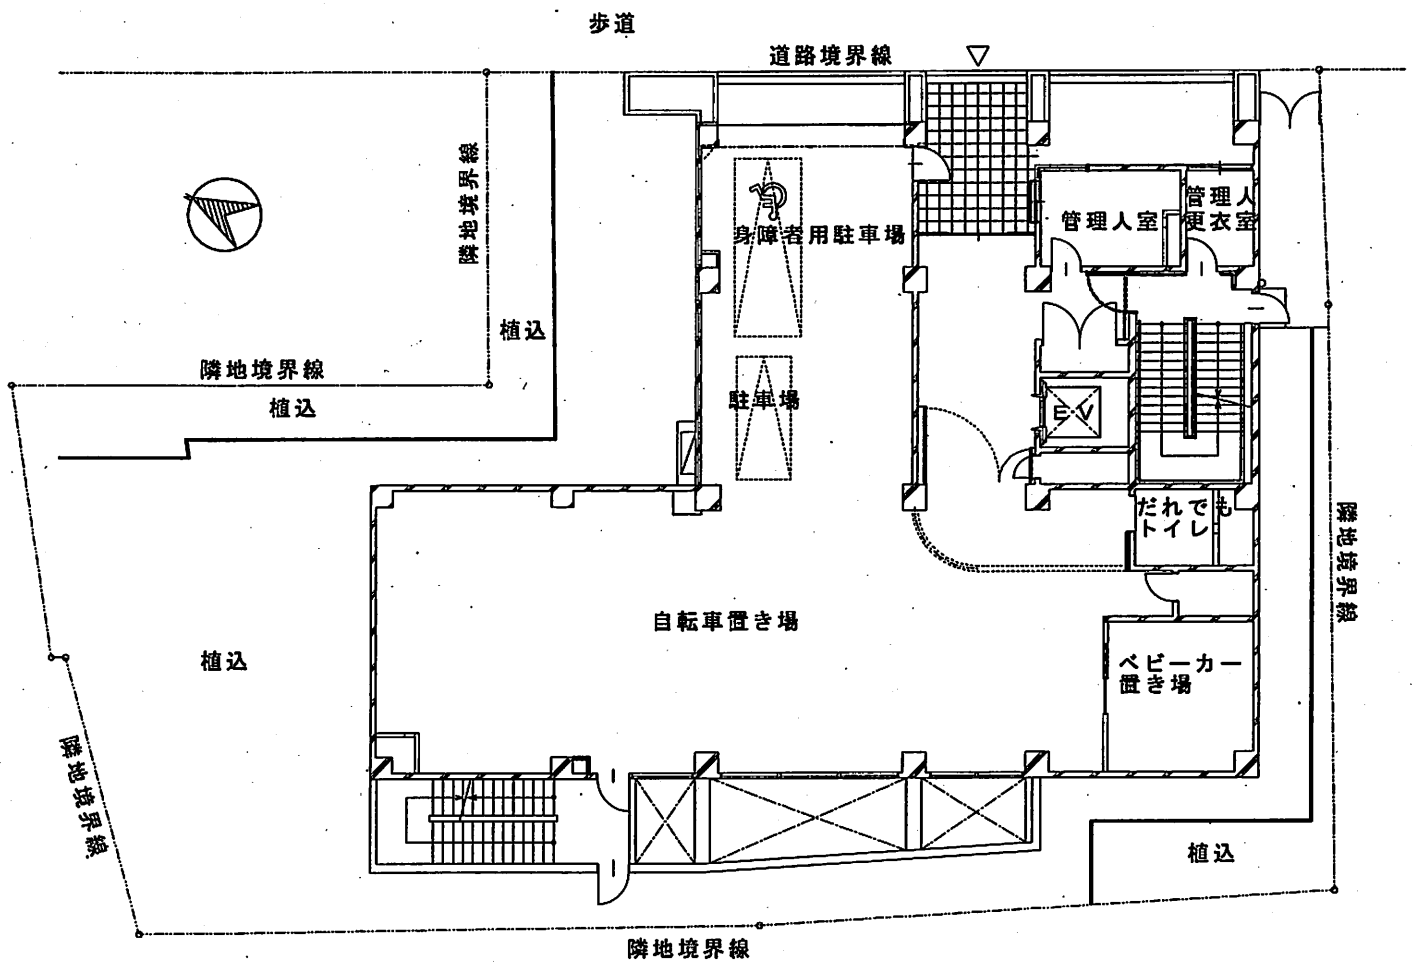 歩道
道路境界線
隣地境界線
管理人室
管理人
更衣室
身障者用駐車場
植込
隣地境界線
植込
駐車場
EV
だれでも
トイレ
隣地境界線
自転車置き場
植込
ベビーカー
置き場
隣地境界線
植込
隣地境界線